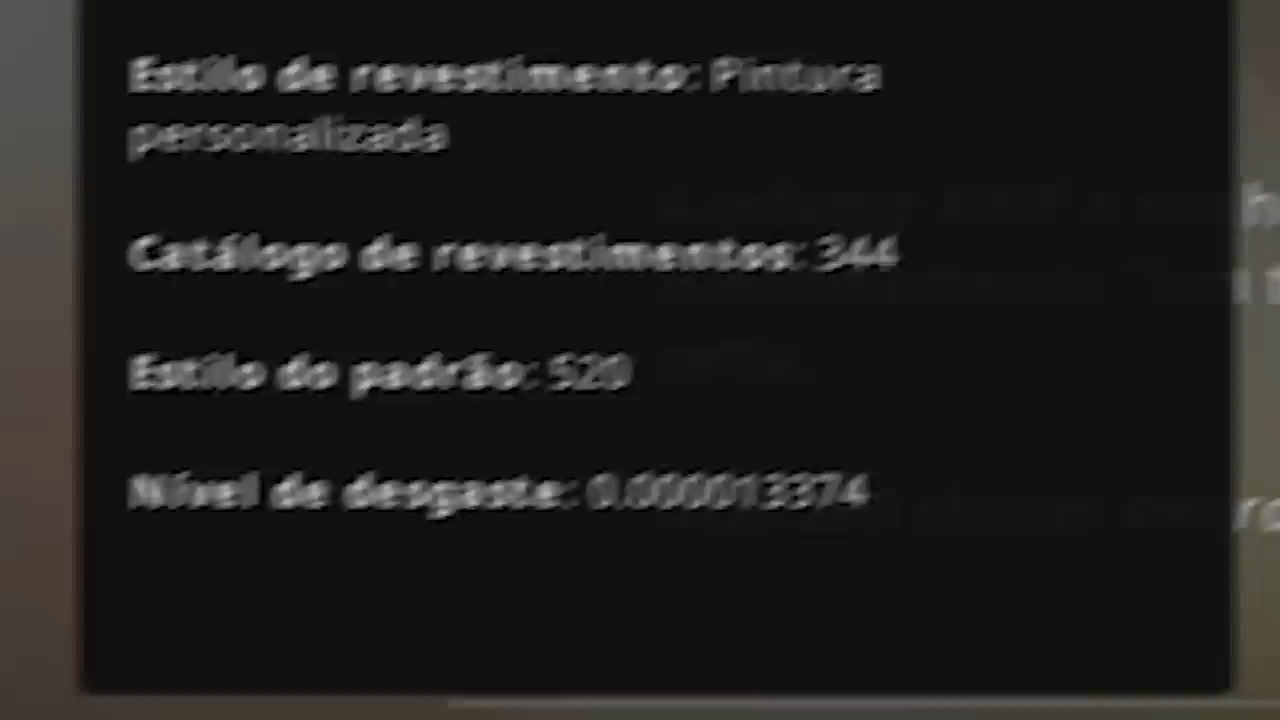 Estilo de revestimento: Pintura
personalizada
Catálogo de revestimentos: 344
Estilo do padrão: 520
Nível de desgaste: 0.000013374